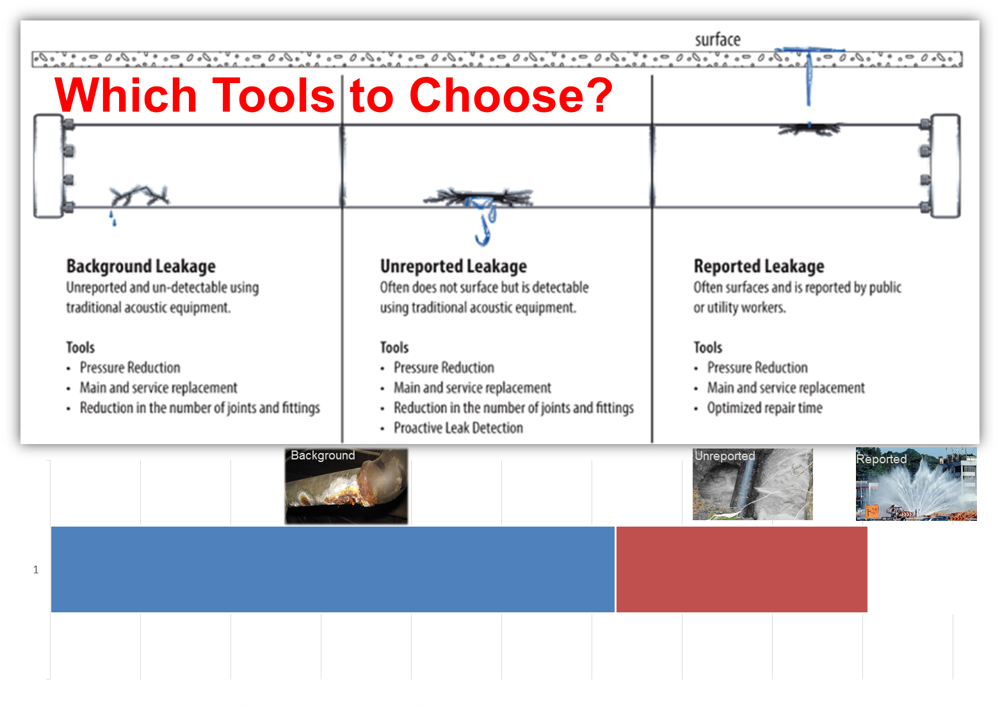 surface
Which Tools to Choose?
Background Leakage
Unreported and un-detectable using
traditional acoustic equipment.
Tools
• Pressure Reduction
• Main and service replacement
• Reduction in the number of joints and fittings
Unreported Leakage
Often does not surface but is detectable
using traditional acoustic equipment.
Tools
• Pressure Reduction
• Main and service replacement
• Reduction in the number of joints and fittings
• Proactive Leak Detection
Reported Leakage
Often surfaces and is reported by public
or utility workers.
Tools
• Pressure Reduction
• Main and service replacement
• Optimized repair time
Background
Unreported
Reported
1